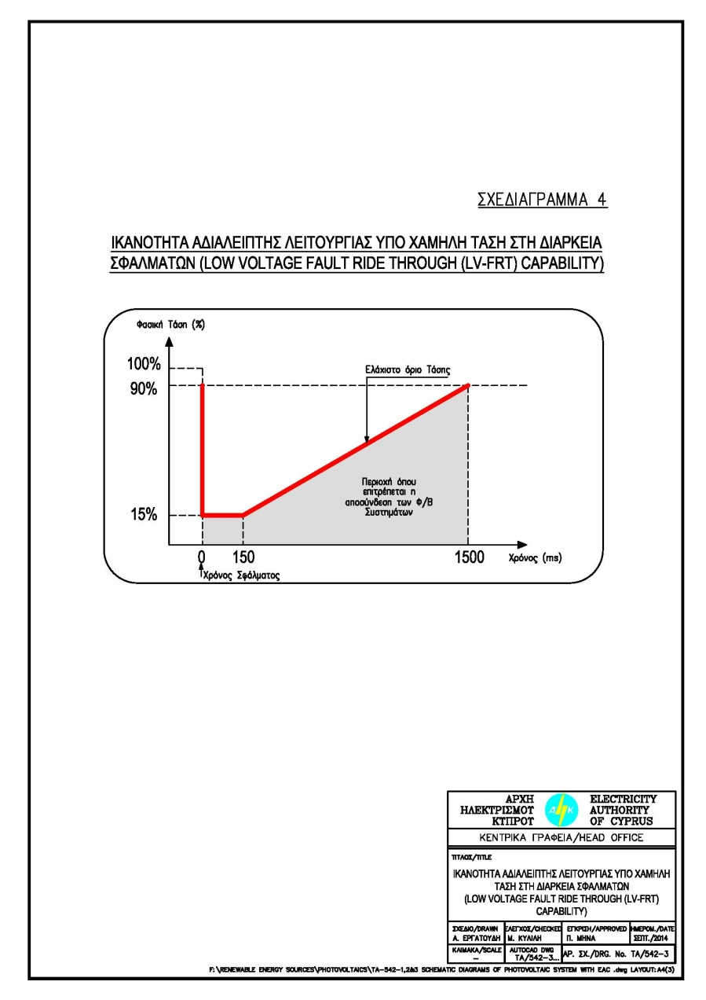 ΣΧΕΔΙΑΓΡΑΜΜΑ 4
ΙΚΑΝΟΤΗΤΑ ΑΔΙΑΛΕΙΠΤΗΣ ΛΕΙΤΟΥΡΓΙΑΣ ΥΠΟ ΧΑΜΗΛΗ ΤΑΣΗ ΣΤΗ ΔΙΑΡΚΕΙΑ
ΣΦΑΛΜΑΤΩΝ (LOW VOLTAGE FAULT RIDE THROUGH (LV-FRT) CAPABILITY)
Φασική Τάση (%)
100%
90%
15%
Ελάχιστο όριο Τάσης
Περιοχή όπου
επιτρέπεται η
αποσύνδεση των Φ/Β
Συστημάτων
0
150
1500
Χρόνος (ms)
Χρόνος Σφάλματος
ΑΡΧΗ
ΗΛΕΚΤΡΙΣΜΟΥ
ΚΥΠΡΟΥ
ΑΗΚ
ELECTRICITY
AUTHORITY
OF CYPRUS
ΚΕΝΤΡΙΚΑ ΓΡΑΦΕΙΑ/HEAD OFFICE
ΤΙΤΛΟΣ/TITLE
ΙΚΑΝΟΤΗΤΑ ΑΔΙΑΛΕΙΠΤΗΣ ΛΕΙΤΟΥΡΓΙΑΣ ΥΠΟ ΧΑΜΗΛΗ
ΤΑΣΗ ΣΤΗ ΔΙΑΡΚΕΙΑ ΣΦΑΛΜΑΤΩΝ
(LOW VOLTAGE FAULT RIDE THROUGH (LV-FRT)
CAPABILITY)
ΣΧΕΔΙΟ/DRAWN
Α. ΕΡΓΑΤΟΥΔΗ
ΕΛΕΓΧΟΣ/CHECKED
Μ. ΚΥΛΙΛΗ
ΕΓΚΡΙΣΗ/APPROVED
Π. ΜΗΝΑ
ΗΜΕΡΟΜ./DATE
ΣΕΠΤ./2014
ΚΛΙΜΑΚΑ/SCALE
–
AUTOCAD DWG
TA/542-3...
ΑΡ. ΣΧ./DRG. No. TA/542-3
F:\RENEWABLE ENERGY SOURCES\PHOTOVOLTAICS\TA-542-1,2&3 SCHEMATIC DIAGRAMS OF PHOTOVOLTAIC SYSTEM WITH EAC .dwg LAYOUT:A4(3)